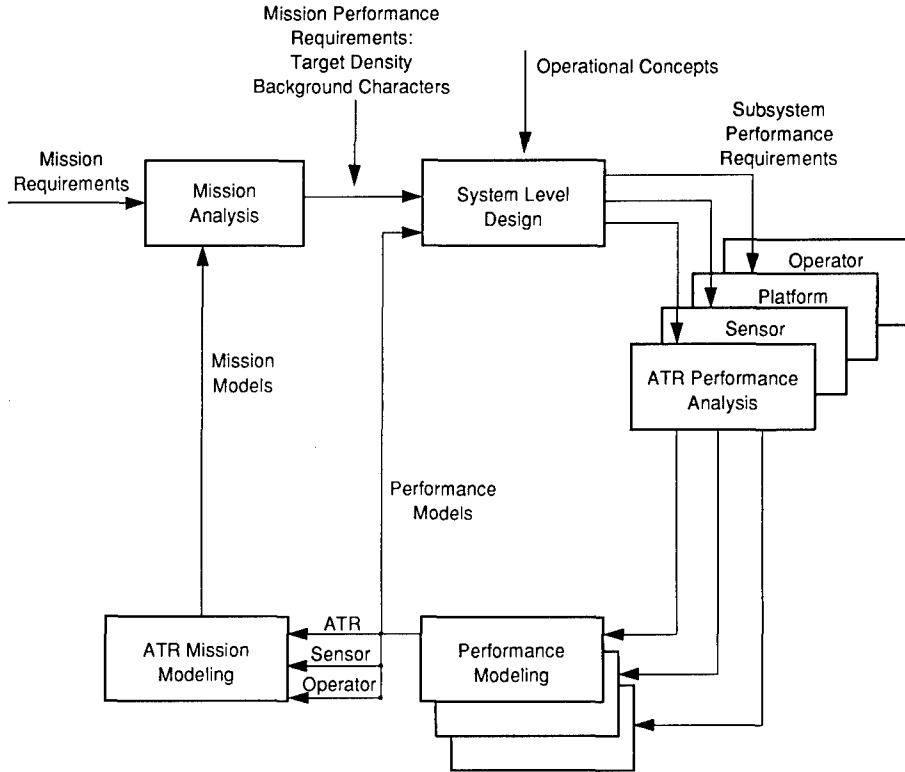 Mission Performance
Requirements:
Target Density
Background Characters
Operational Concepts
Subsystem
Performance
Requirements
Mission
Requirements
Mission
Analysis
System Level
Design
Operator
Platform
Sensor
ATR Performance
Analysis
Mission
Models
Performance
Models
ATR
Sensor
Operator
ATR Mission
Modeling
Performance
Modeling